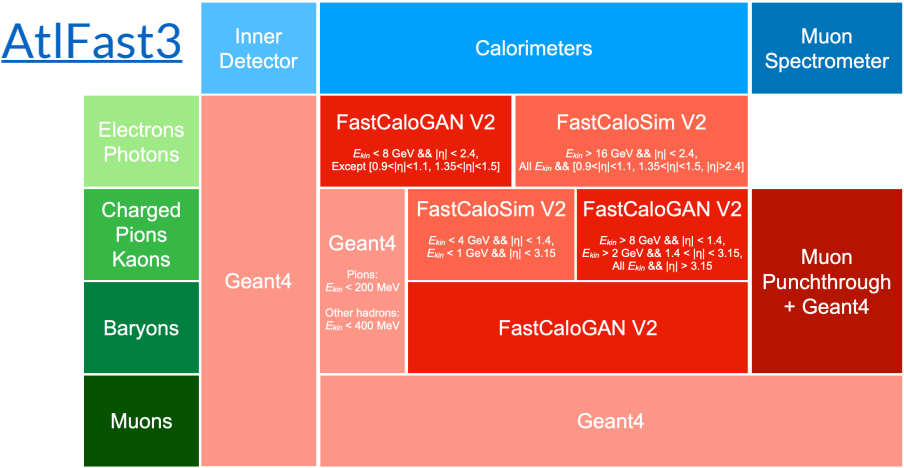 AtlFast3
Inner
Detector
Calorimeters
Muon
Spectrometer
Electrons
Photons
Geant4
FastCaloGAN V2
Ekin < 8 GeV && |η| < 2.4,
Except [0.9<|η|<1.1, 1.35<|η|<1.5]
FastCaloSim V2
Ekin > 16 GeV && |η| < 2.4,
All Ekin && [0.9<|η|<1.1, 1.35<|η|<1.5, |η|>2.4]
Charged
Pions
Kaons
Geant4
Pions:
Ekin < 200 MeV
Other hadrons:
Ekin < 400 MeV
FastCaloSim V2
Ekin < 4 GeV && |η| < 1.4,
Ekin < 1 GeV && |η| < 3.15
FastCaloGAN V2
Ekin > 8 GeV && |η| < 1.4,
Ekin > 2 GeV && 1.4 < |η| < 3.15,
All Ekin && |η| > 3.15
Muon
Punchthrough
+ Geant4
Baryons
FastCaloGAN V2
Muons
Geant4